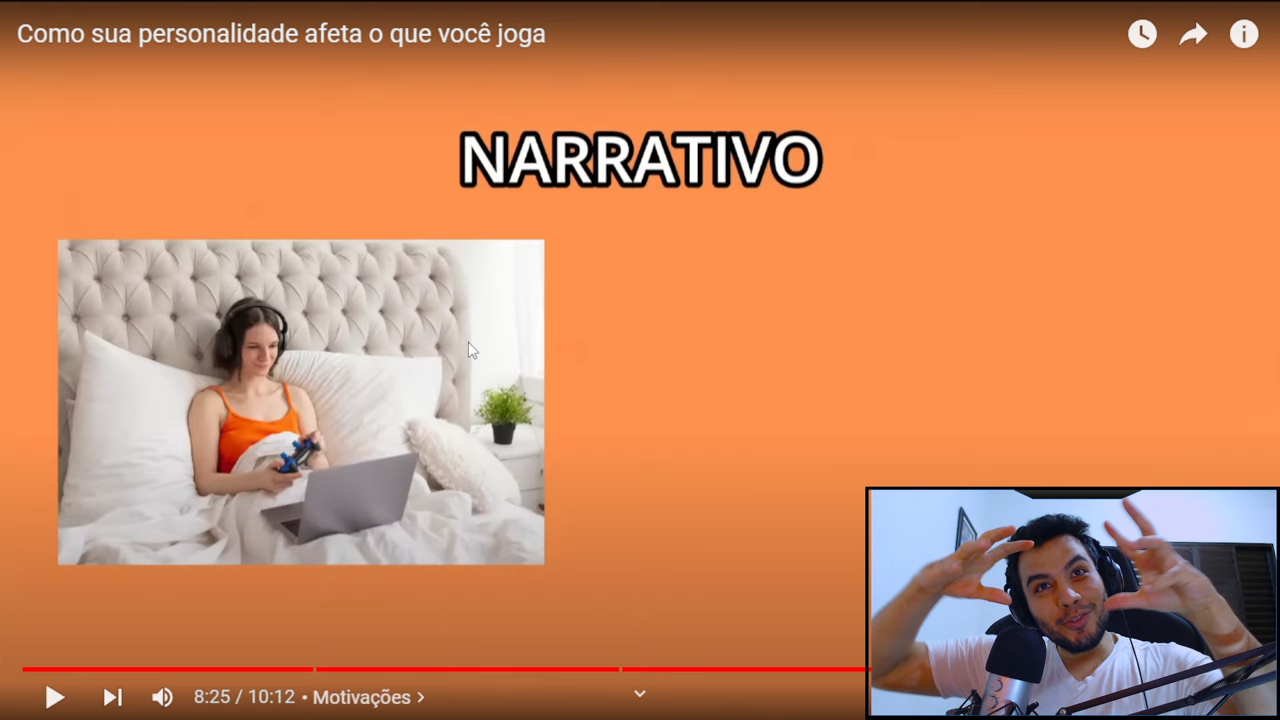 Como sua personalidade afeta o que você joga
NARRATIVO
8:25 / 10:12 • Motivações >